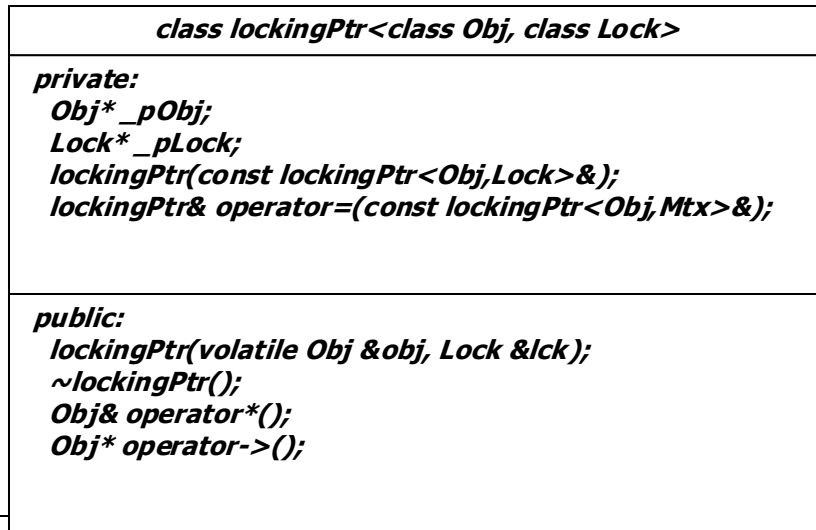 class lockingPtr<class Obj, class Lock>
private:
Obj* _pObj;
Lock* _pLock;
lockingPtr(const lockingPtr<Obj,Lock>&);
lockingPtr& operator=(const lockingPtr<Obj,Mtx>&);
public:
lockingPtr(volatile Obj &obj, Lock &lck);
~lockingPtr();
Obj& operator*();
Obj* operator->();